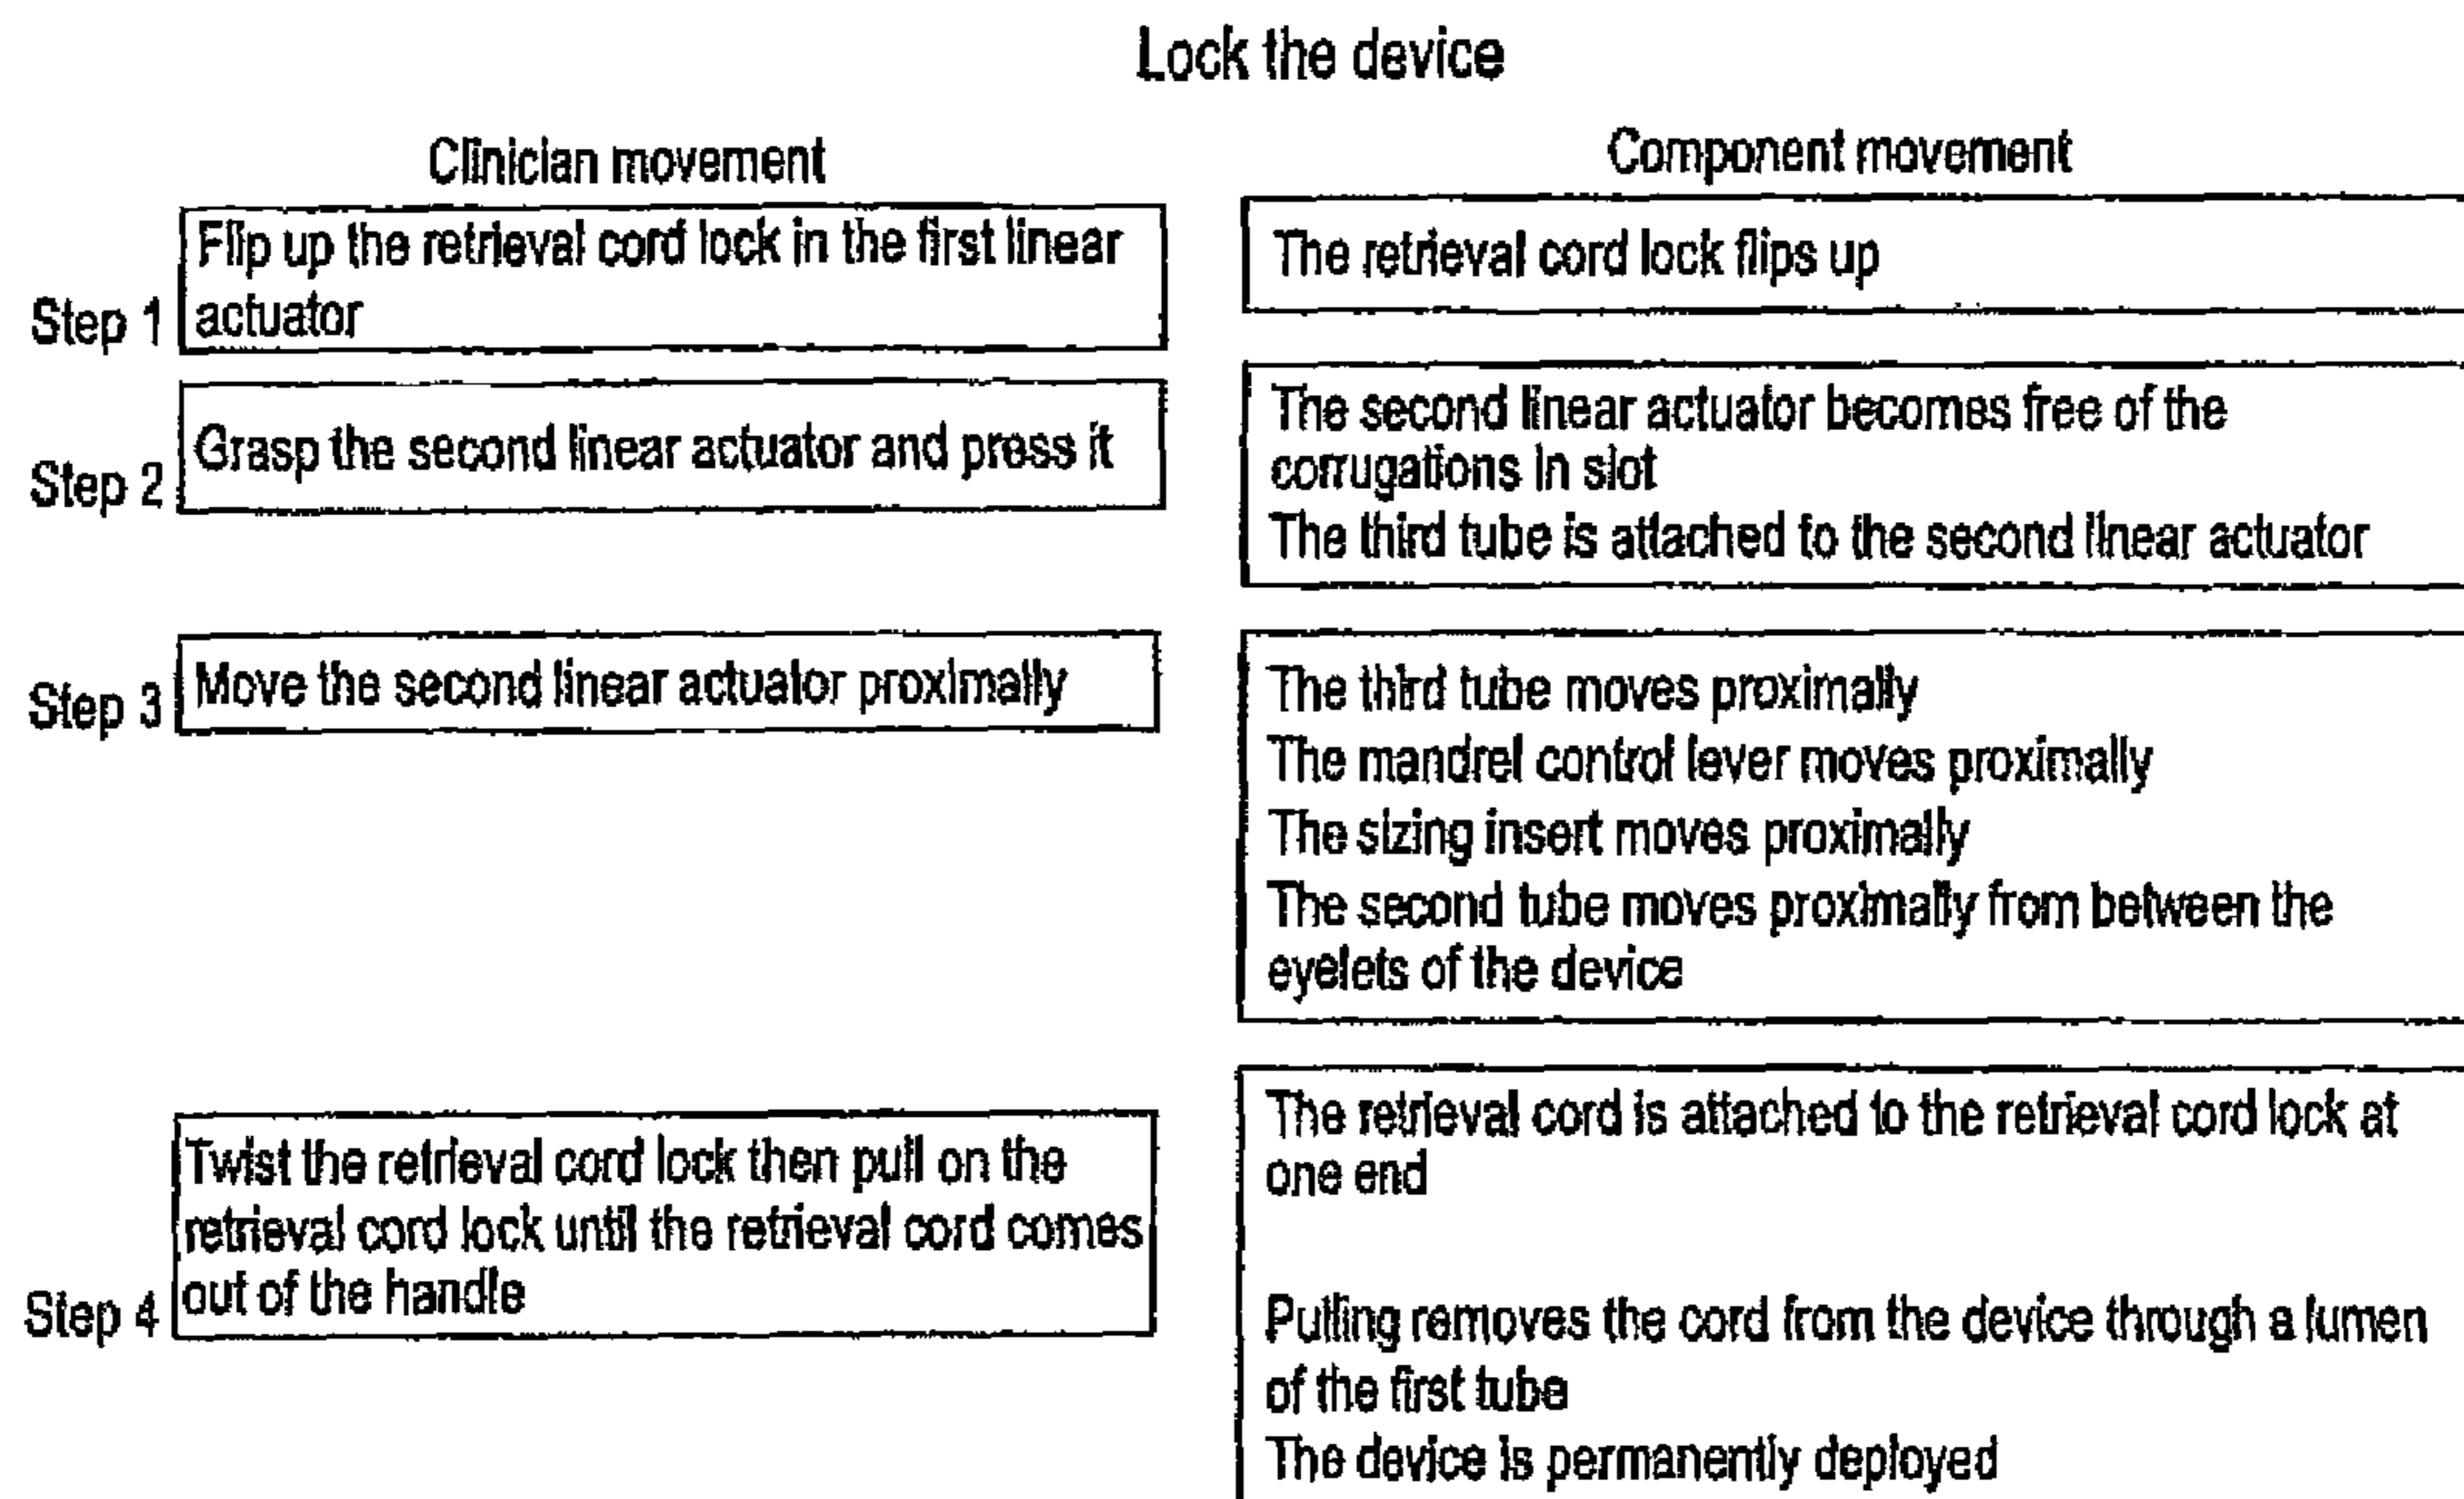 Lock the device
Clinician movement
Component movement
Step 1
Flip up the retrieval cord lock in the first linear
actuator
The retrieval cord lock flips up
Step 2
Grasp the second linear actuator and press it
The second linear actuator becomes free of the
corrugations in slot
The third tube is attached to the second linear actuator
Step 3
Move the second linear actuator proximally
The third tube moves proximally
The mandrel control lever moves proximally
The sizing insert moves proximally
The second tube moves proximally from between the
eyelets of the device
Step 4
Twist the retrieval cord lock then pull on the
retrieval cord lock until the retrieval cord comes
out of the handle
The retrieval cord is attached to the retrieval cord lock at
one end
Pulling removes the cord from the device through a lumen
of the first tube
The device is permanently deployed